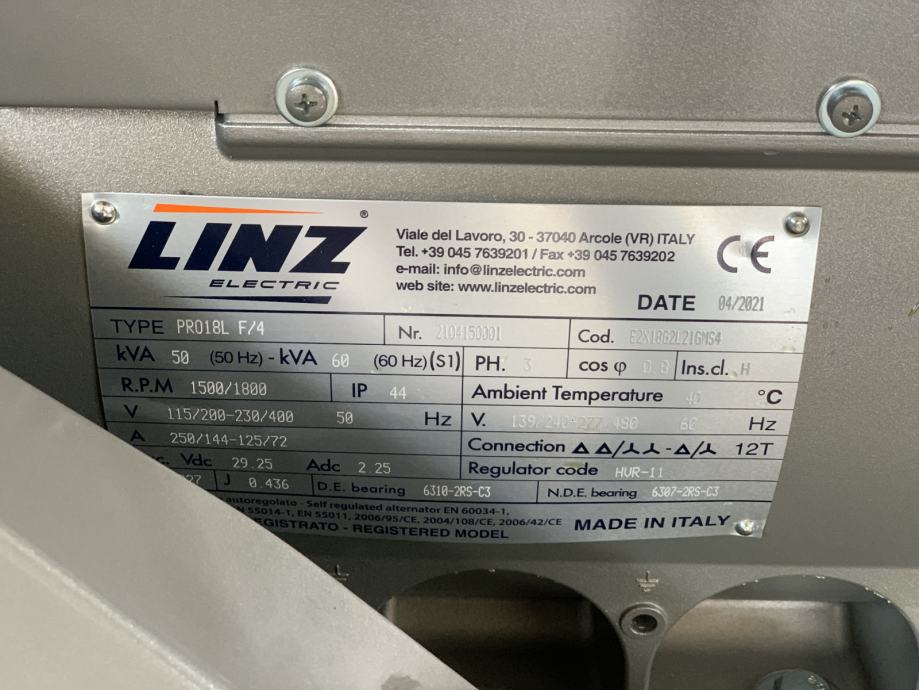 LINZ ®
ELECTRIC
Viale del Lavoro, 30 - 37040 Arcole (VR) ITALY
Tel. +39 045 7639201 / Fax +39 045 7639202
e-mail: info@linzelectric.com
web site: www.linzelectric.com
CE
DATE 04/2021
TYPE PRO18L F/4 Nr. 2104150001 Cod. E2X18G2L21GMS4
kVA 50 (50 Hz) - kVA 60 (60 Hz) (S1) PH. 3 cos φ 0.8 Ins.cl. H
R.P.M 1500/1800 IP 44 Ambient Temperature 40 °C
V 115/200-230/400 50 Hz V. 139/240-277/480 60 Hz
A 250/144-125/72 Connection △ △/⅄ ⅄ - △/⅄ 12T
Vdc 29.25 Adc 2.25 Regulator code HVR-11
J 0.436 D.E. bearing 6310-2RS-C3 N.D.E. bearing 6307-2RS-C3
autoregolato - Self regulated alternator EN 60034-1,
55014-1, EN 55011, 2006/95/CE, 2004/108/CE, 2006/42/CE
REGISTERED MODEL
MADE IN ITALY